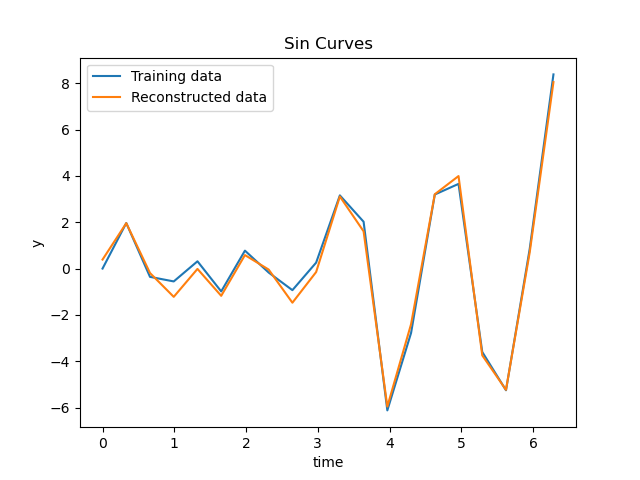 Sin Curves
Training data
Reconstructed data
y
8
6
4
2
0
−2
−4
−6
0 1 2 3 4 5 6
time